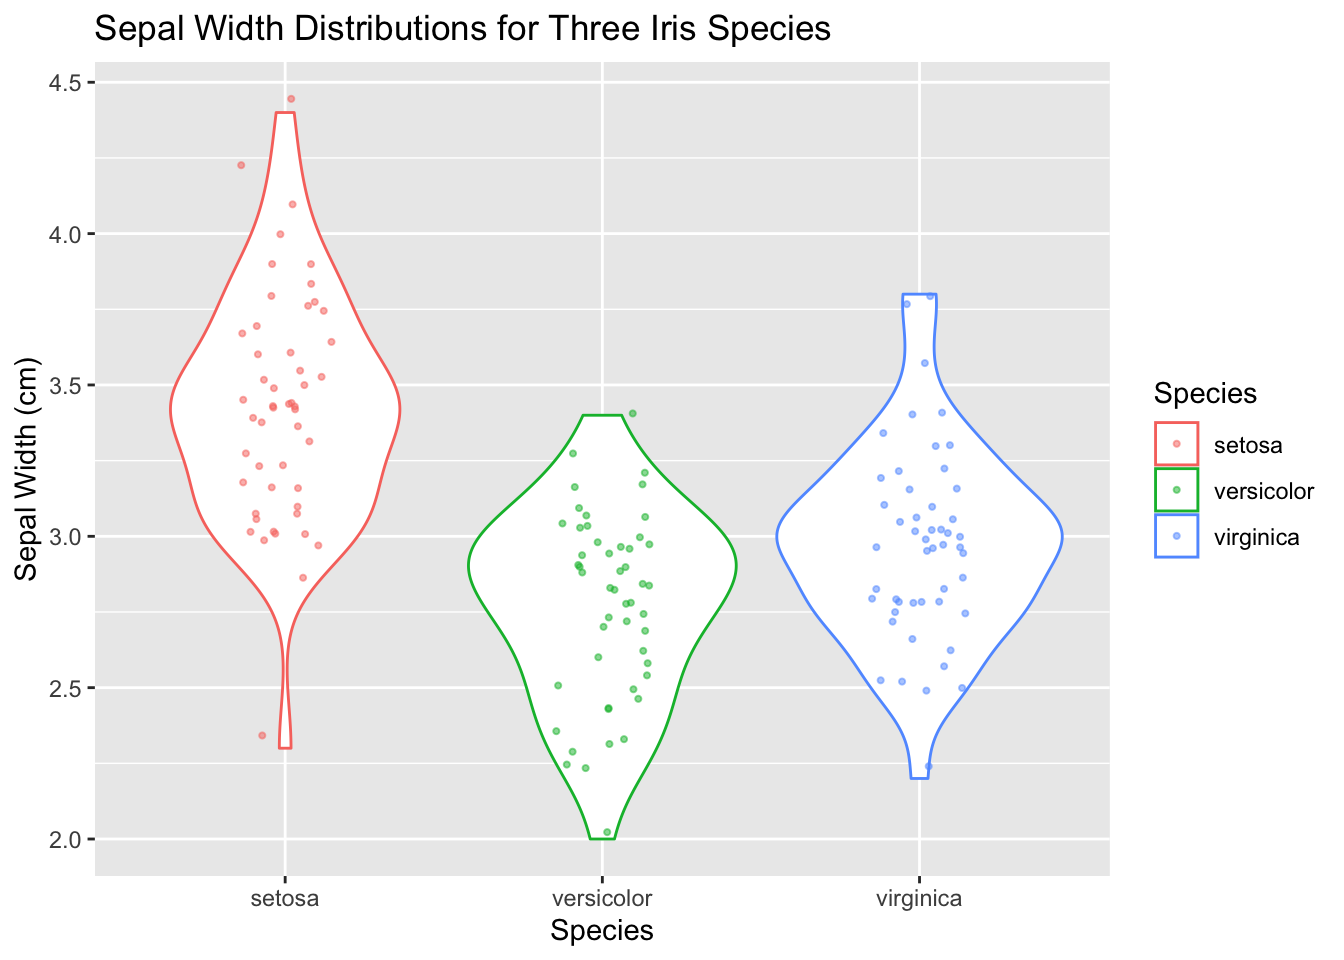 Sepal Width Distributions for Three Iris Species
4.5
4.0
3.5
3.0
2.5
2.0
Sepal Width (cm)
setosa
versicolor
virginica
Species
Species
setosa
versicolor
virginica